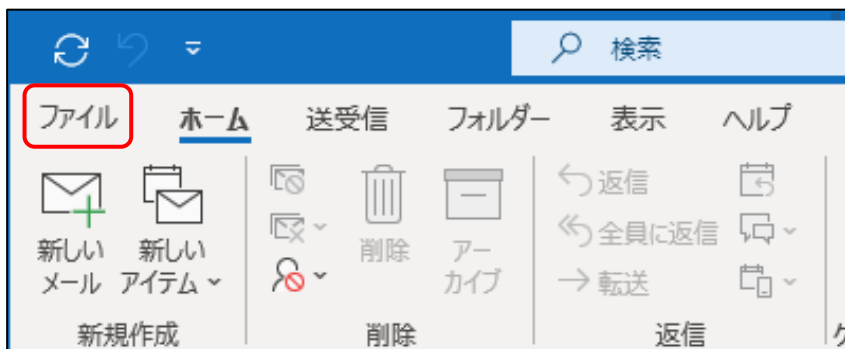 検索
ファイル ホーム 送受信 フォルダー 表示 ヘルプ
新しい
メール
新しい
アイテム
削除
アー
カイブ
返信
全員に返信
転送
新規作成 削除 返信